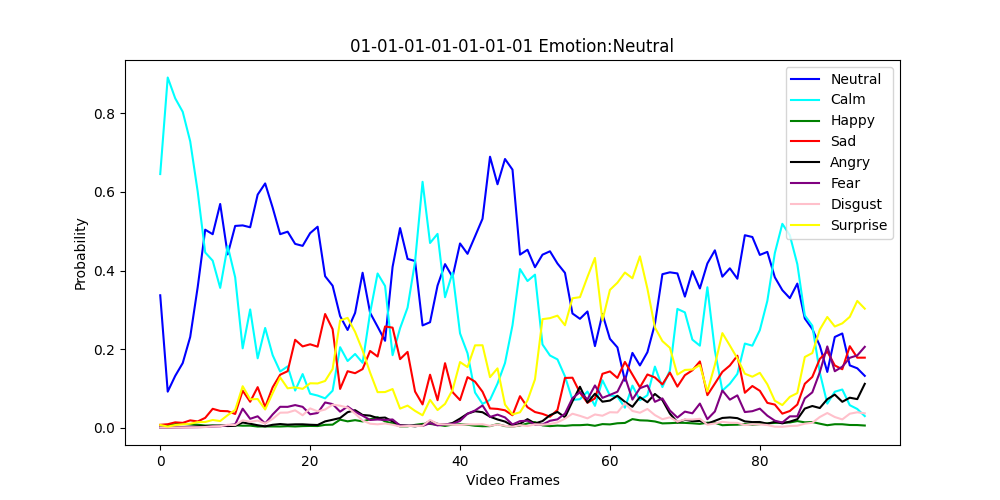 01-01-01-01-01-01-01 Emotion:Neutral
Probability
0.8
0.6
0.4
0.2
0.0
0
20
40
60
80
Video Frames
Neutral
Calm
Happy
Sad
Angry
Fear
Disgust
Surprise